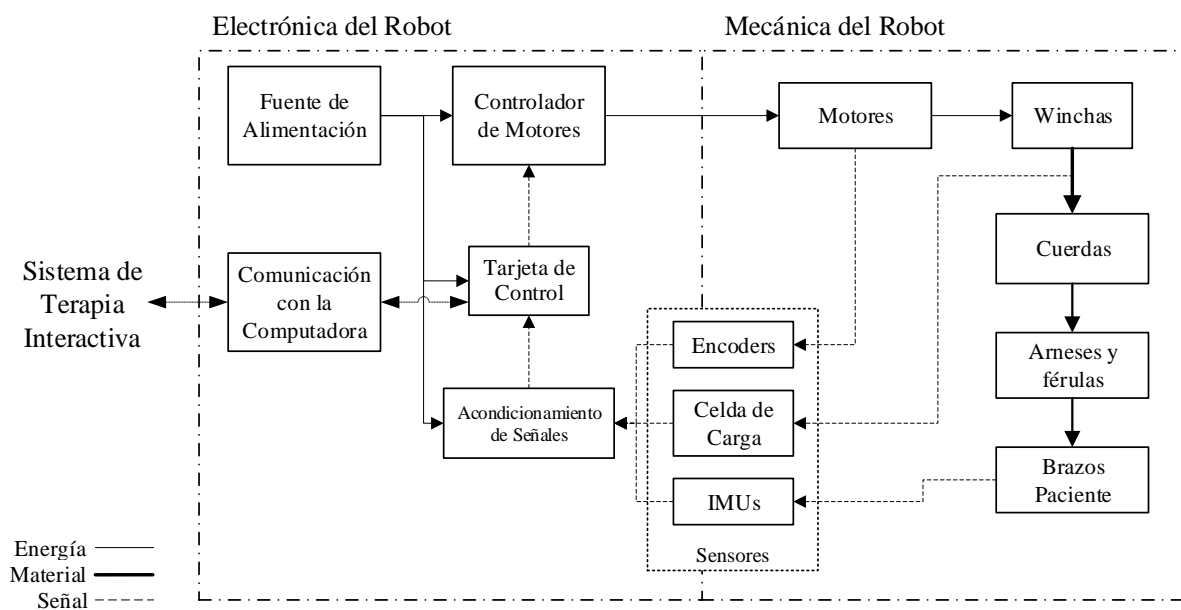 Electrónica del Robot
Mecánica del Robot
Fuente de
Alimentación
Controlador
de Motores
Motores
Winchas
Cuerdas
Sistema de
Terapia
Interactiva
Comunicación
con la
Computadora
Tarjeta de
Control
Encoders
Arneses y
férulas
Acondicionamiento
de Señales
Celda de
Carga
Brazos
Paciente
IMUs
Sensores
Energía
Material
Señal